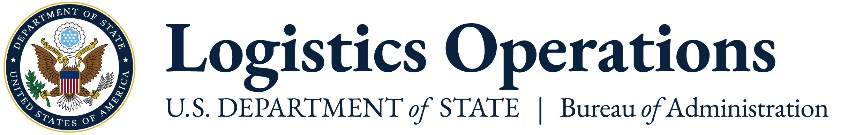 DEPARTMENT OF STATE
UNITED STATES OF AMERICA
Logistics Operations
U.S. DEPARTMENT of STATE | Bureau of Administration